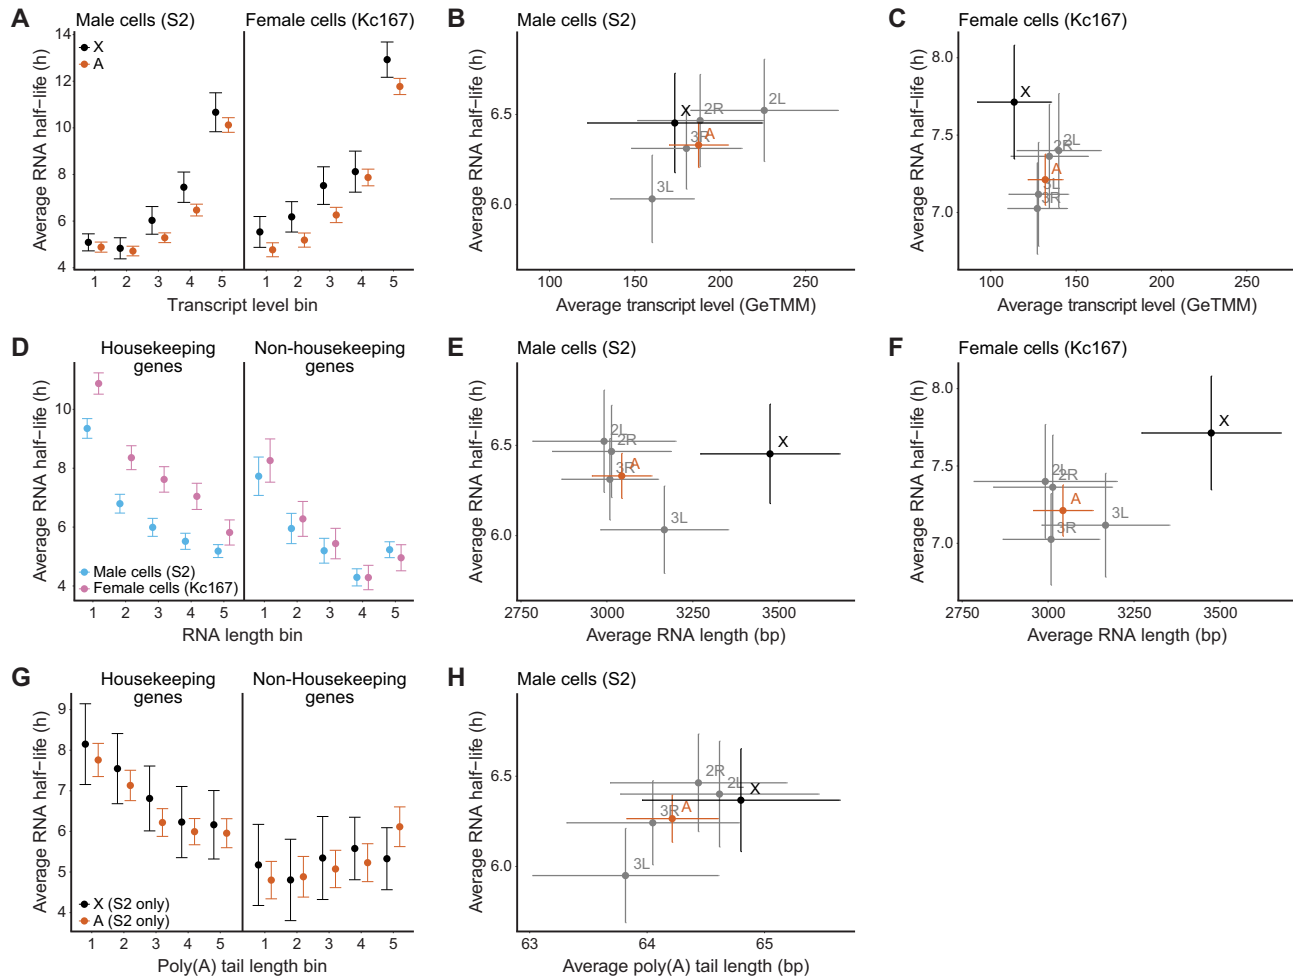 A
Male cells (S2)
Female cells (Kc167)
Average RNA half−life (h)
14
12
10
8
6
4
X
A
1 2 3 4 5
1 2 3 4 5
Transcript level bin
B
Male cells (S2)
Average RNA half−life (h)
6.5
6.0
X
2R
2L
3R
A
3L
100 150 200 250
Average transcript level (GeTMM)
C
Female cells (Kc167)
Average RNA half−life (h)
8.0
7.5
7.0
X
2L
2R
A
3L
3R
100 150 200 250
Average transcript level (GeTMM)
D
Housekeeping
genes
Non−housekeeping
genes
Average RNA half−life (h)
10
8
6
4
Male cells (S2)
Female cells (Kc167)
1 2 3 4 5
1 2 3 4 5
RNA length bin
E
Male cells (S2)
Average RNA half−life (h)
6.5
6.0
2L
2R
X
A
3R
3L
2750 3000 3250 3500
Average RNA length (bp)
F
Female cells (Kc167)
Average RNA half−life (h)
8.0
7.5
7.0
X
2L
2R
A
3L
3R
2750 3000 3250 3500
Average RNA length (bp)
G
Housekeeping
genes
Non−Housekeeping
genes
Average RNA half−life (h)
9
8
7
6
5
4
X (S2 only)
A (S2 only)
1 2 3 4 5
1 2 3 4 5
Poly(A) tail length bin
H
Male cells (S2)
Average RNA half−life (h)
6.5
6.0
2R
2L
X
3R
A
3L
63 64 65
Average poly(A) tail length (bp)